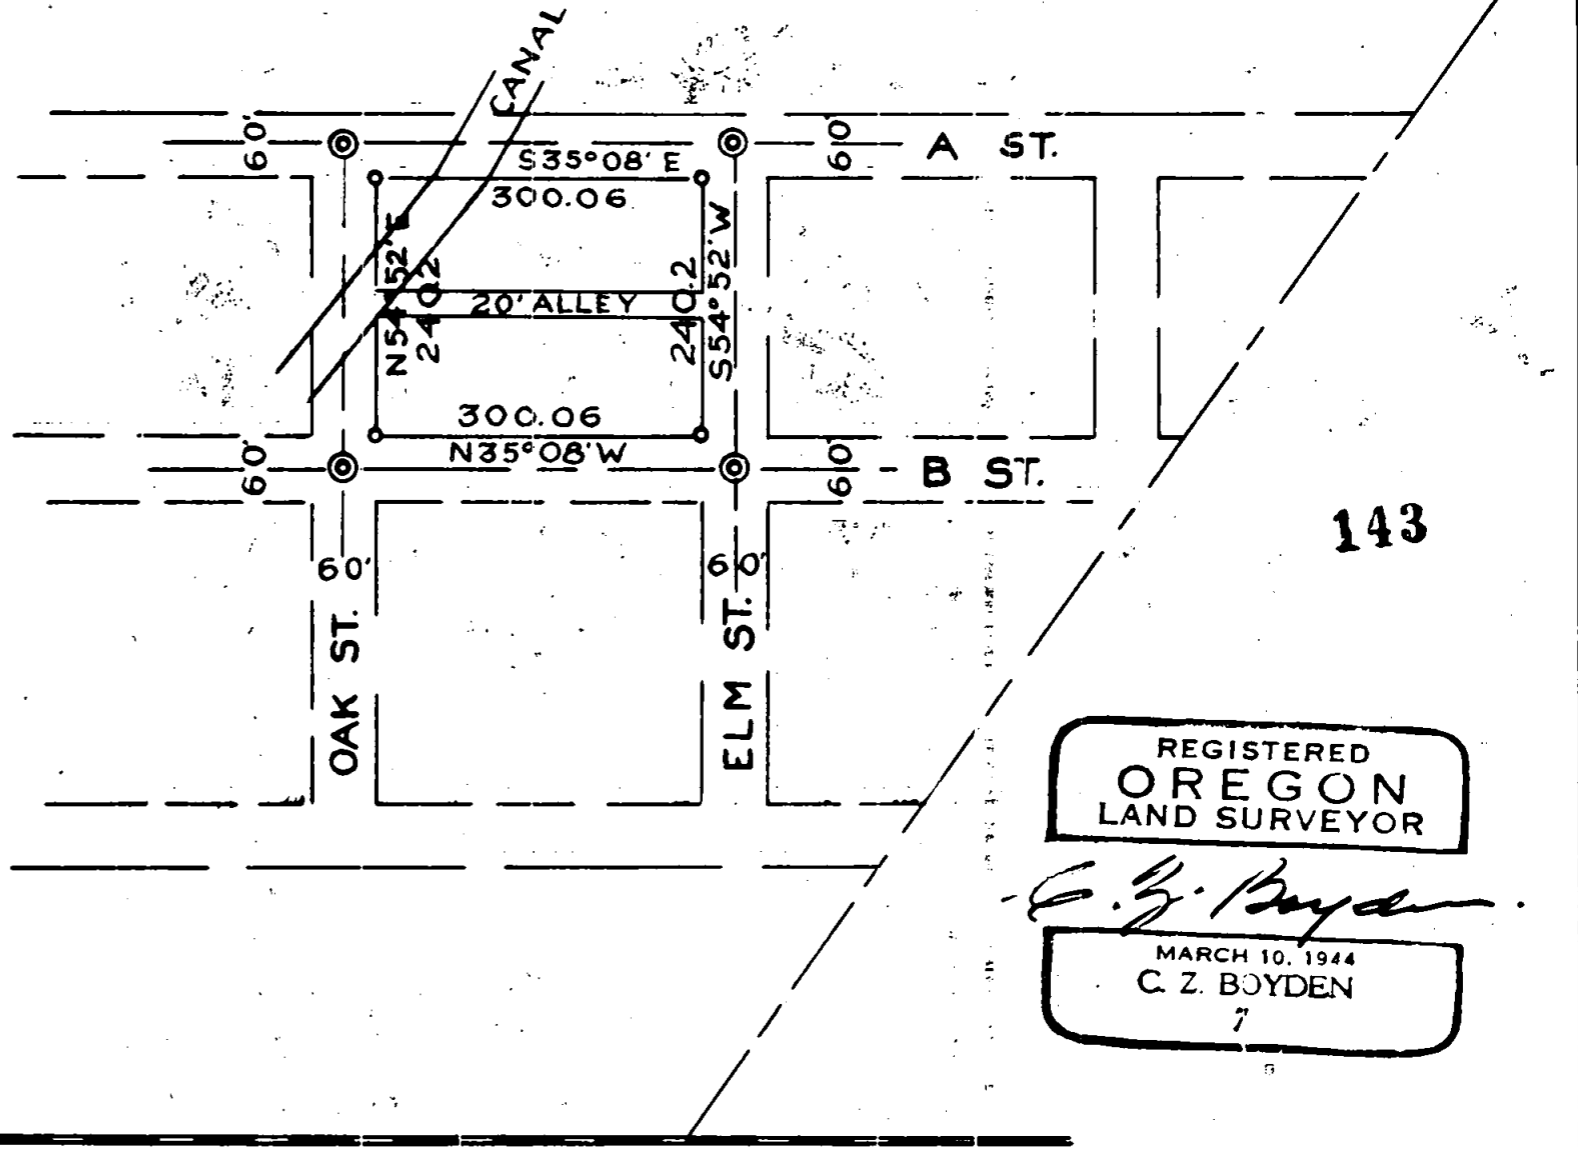 CANAL
60'
60'
A ST.
S35°08'E
300.06
N54°52'E
240.2
20' ALLEY
240.2
S54°52'W
300.06
N35°08'W
60'
60'
B ST.
143
60'
60'
OAK ST.
ELM ST.
REGISTERED
OREGON
LAND SURVEYOR
C. Z. Boyden
MARCH 10, 1944
C. Z. BOYDEN
7